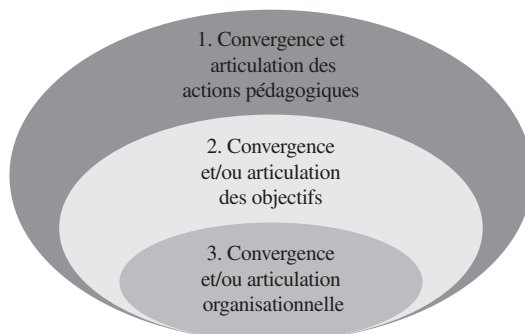 1. Convergence et
articulation des
actions pédagogiques
2. Convergence
et/ou articulation
des objectifs
3. Convergence
et/ou articulation
organisationnelle